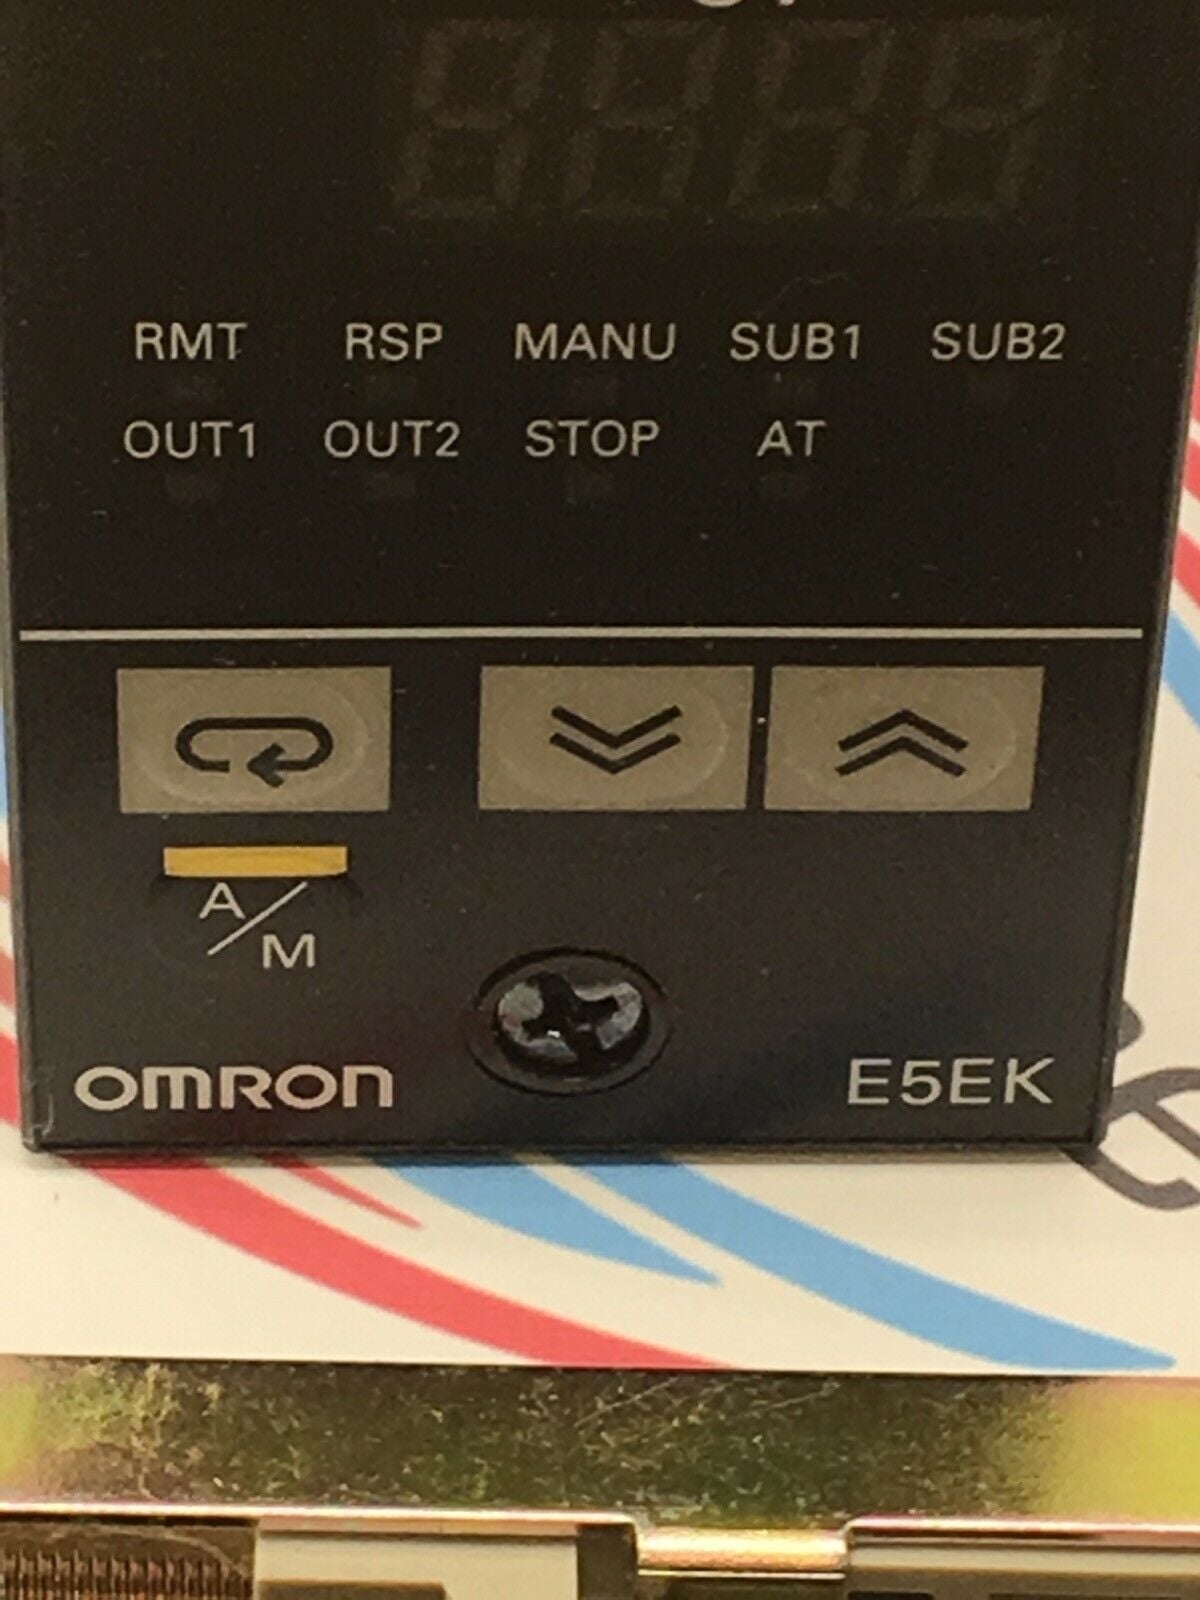 RMT RSP MANU SUB1 SUB2
OUT1 OUT2 STOP AT
A/M
OMRON E5EK